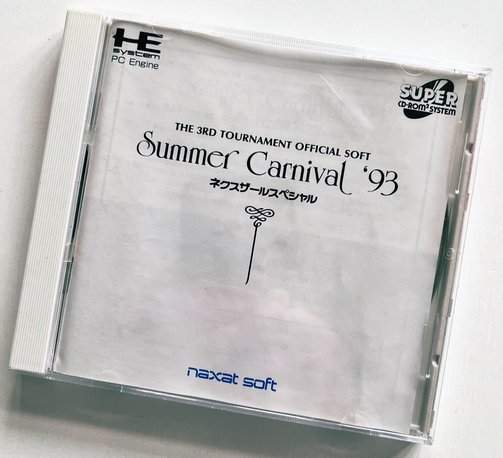 HE
system
PC Engine
SUPER
CD-ROM² SYSTEM
THE 3RD TOURNAMENT OFFICIAL SOFT
Summer Carnival '93
ネクスザールスペシャル
naxat soft